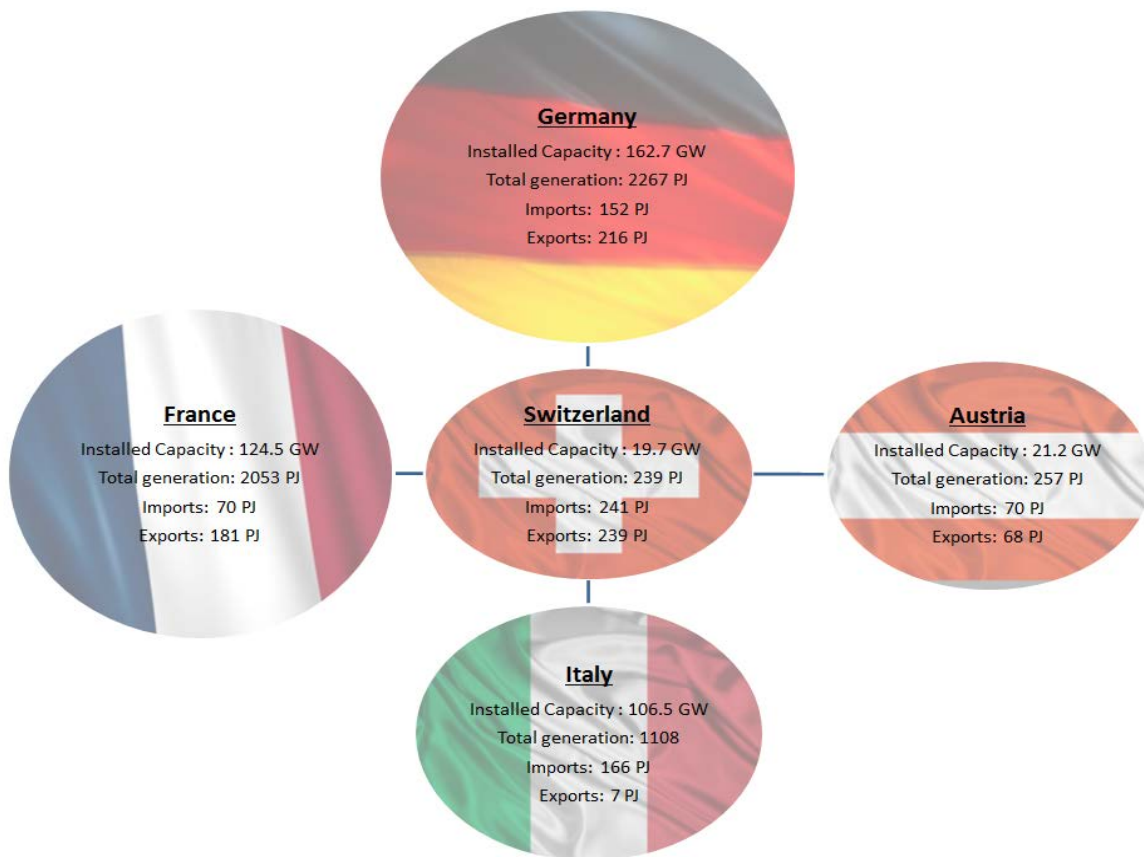 Germany
Installed Capacity : 162.7 GW
Total generation: 2267 PJ
Imports: 152 PJ
Exports: 216 PJ
France
Installed Capacity : 124.5 GW
Total generation: 2053 PJ
Imports: 70 PJ
Exports: 181 PJ
Switzerland
Installed Capacity : 19.7 GW
Total generation: 239 PJ
Imports: 241 PJ
Exports: 239 PJ
Austria
Installed Capacity : 21.2 GW
Total generation: 257 PJ
Imports: 70 PJ
Exports: 68 PJ
Italy
Installed Capacity : 106.5 GW
Total generation: 1108
Imports: 166 PJ
Exports: 7 PJ